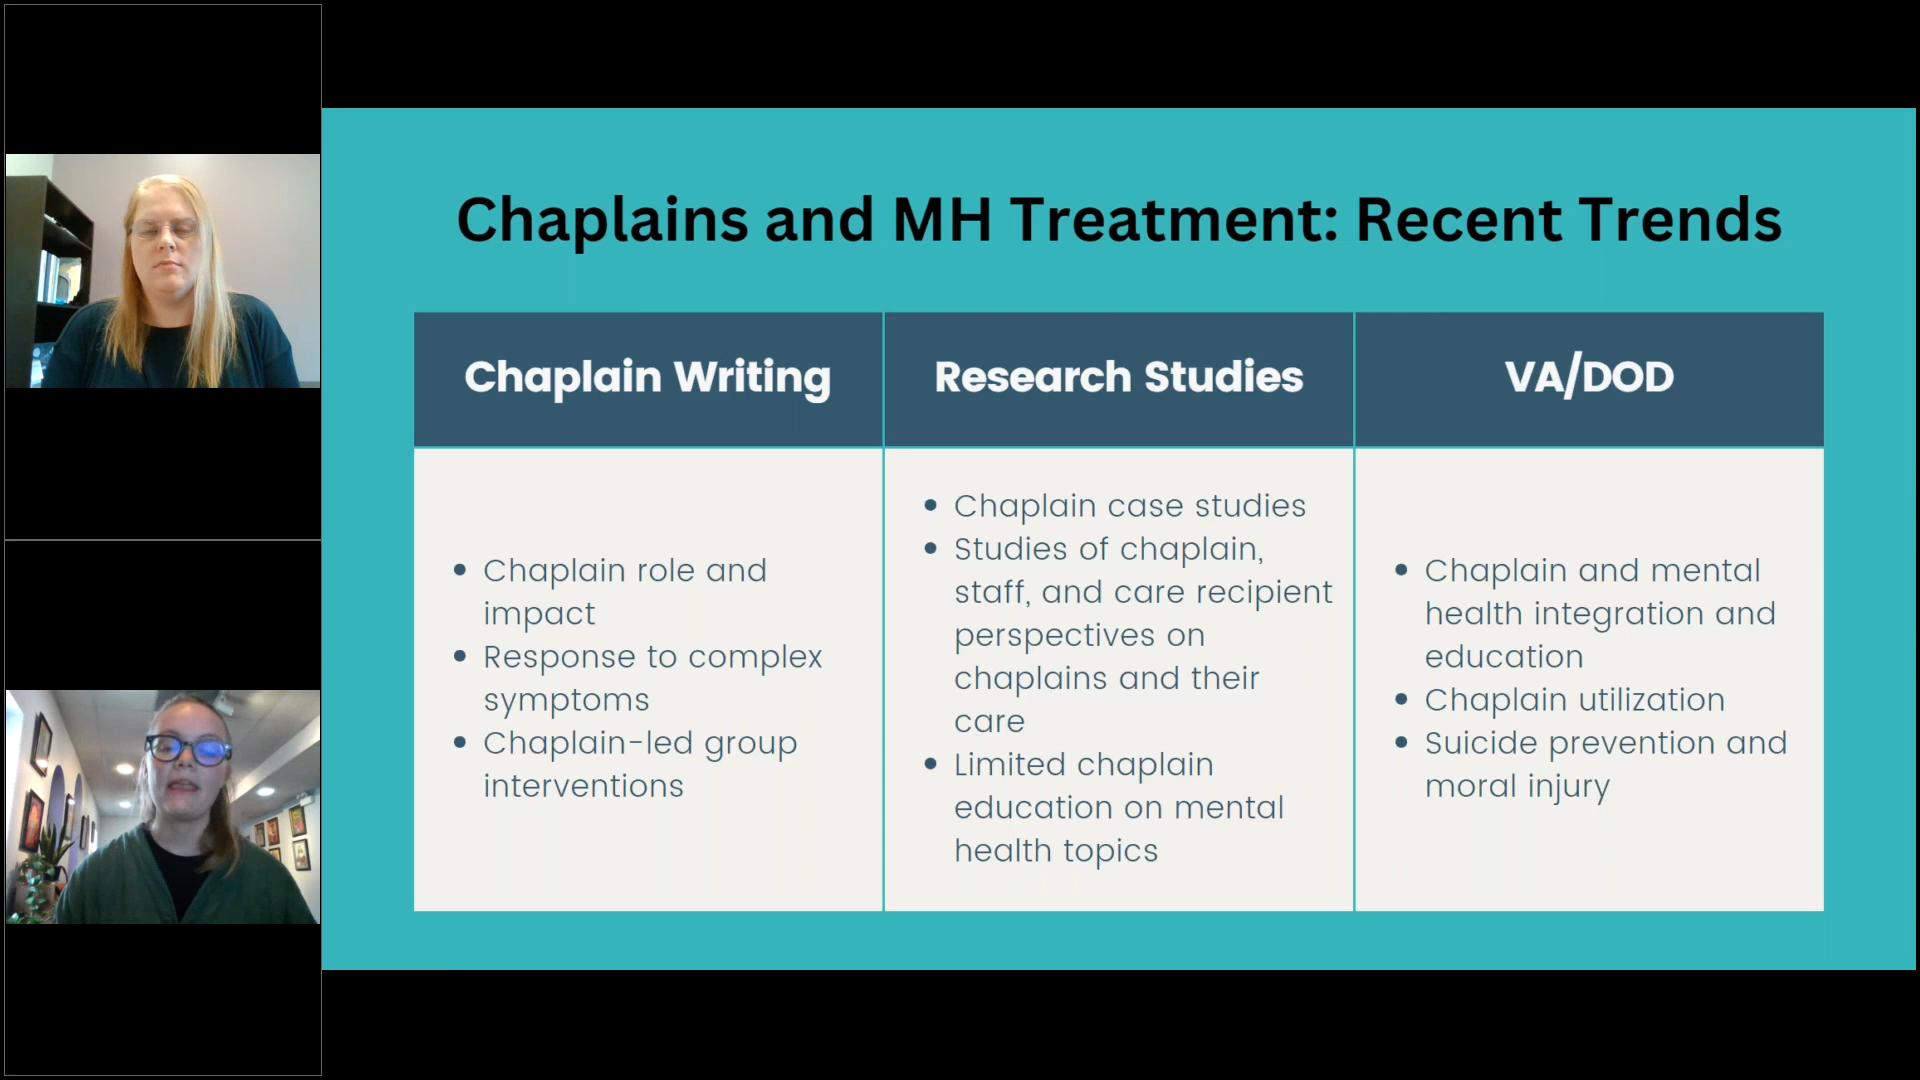 Chaplains and MH Treatment: Recent Trends
Chaplain Writing
Research Studies
VA/DOD
• Chaplain role and
impact
• Response to complex
symptoms
• Chaplain-led group
interventions
• Chaplain case studies
• Studies of chaplain,
staff, and care recipient
perspectives on
chaplains and their
care
• Limited chaplain
education on mental
health topics
• Chaplain and mental
health integration and
education
• Chaplain utilization
• Suicide prevention and
moral injury